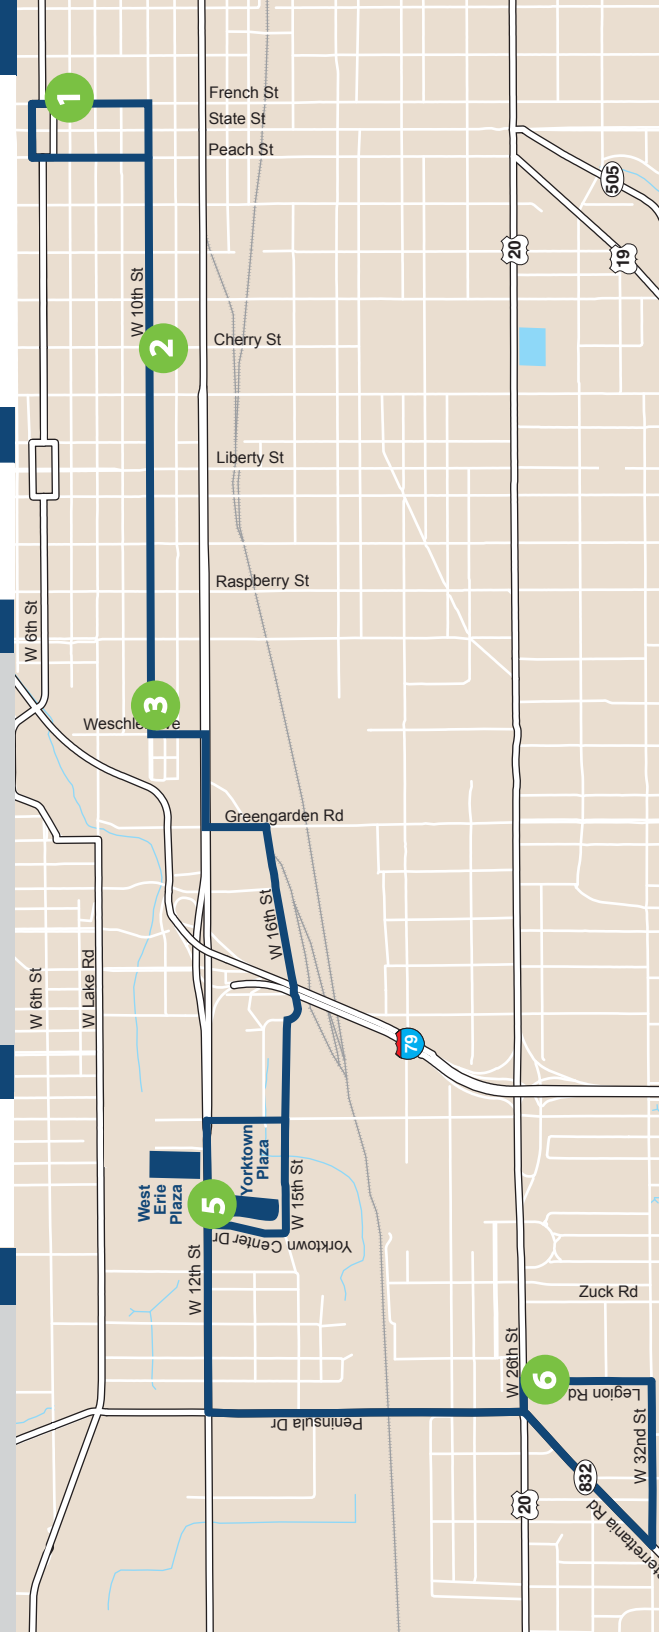 1
French St
State St
Peach St
505
20
19
W 10th St
2
Cherry St
Liberty St
Raspberry St
W 6th St
3
Greengarden Rd
W 16th St
W 6th St
W Lake Rd
79
West
Erie
Plaza
Yorktown
Plaza
5
W 15th St
Yorktown Center Dr
W 12th St
Zuck Rd
W 26th St
6
Legion Rd
Peninsula Dr
W 32nd St
832
20